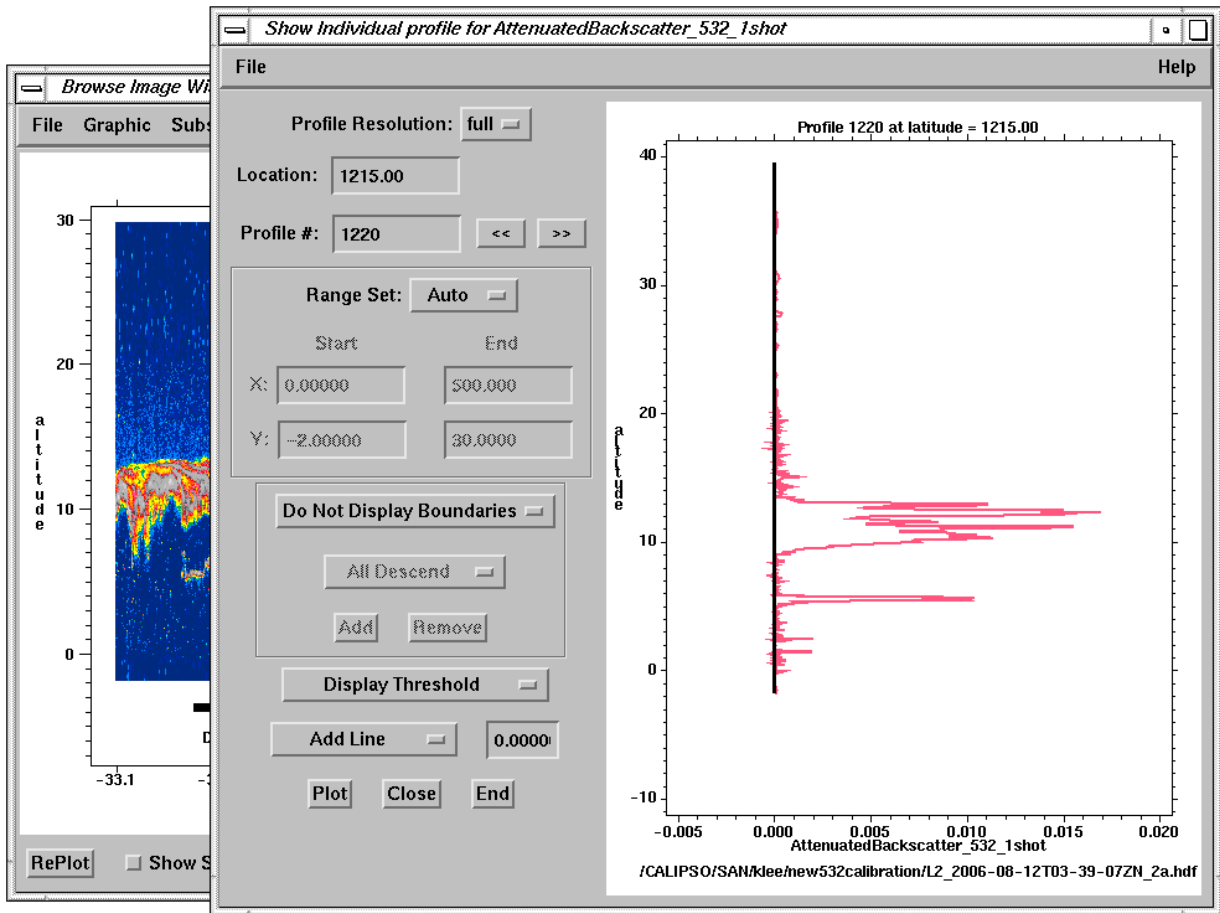 Show Individual profile for AttenuatedBackscatter_532_1shot
File Help
Browse Image Wi
File Graphic Subs
30
20
10
0
altitude
D
-33.1
RePlot Show S
Profile Resolution: full
Location: 1215.00
Profile #: 1220 << >>
Range Set: Auto
Start End
X: 0.00000 500.000
Y: -2.00000 30.0000
Do Not Display Boundaries
All Descend
Add Remove
Display Threshold
Add Line 0.0000
Plot Close End
Profile 1220 at latitude = 1215.00
40
30
20
10
0
-10
altitude
-0.005 0.000 0.005 0.010 0.015 0.020
AttenuatedBackscatter_532_1shot
/CALIPSO/SAN/klee/new532calibration/L2_2006-08-12T03-39-07ZN_2a.hdf